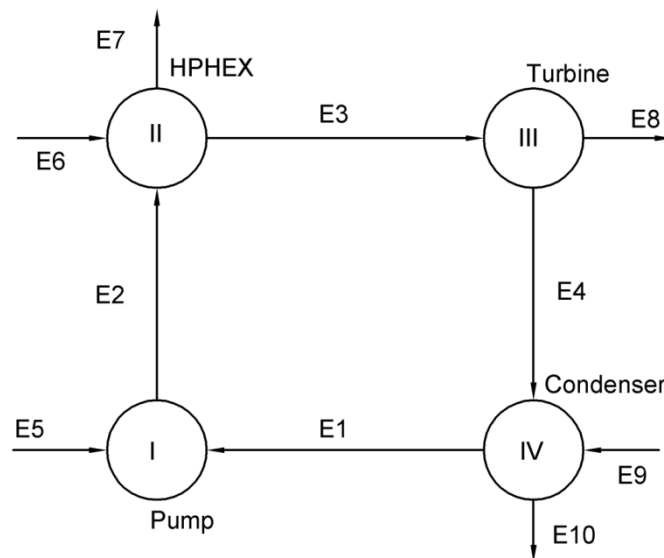 E7
HPHEX
Turbine
II
E3
III
E8
E6
E2
E4
Condenser
E5
I
E1
IV
E9
Pump
E10